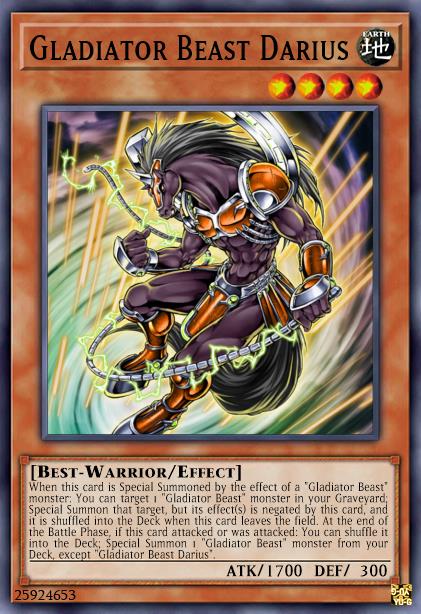 GLADIATOR BEAST DARIUS
EARTH
地
[BEST-WARRIOR/EFFECT]
When this card is Special Summoned by the effect of a "Gladiator Beast"
monster: You can target 1 "Gladiator Beast" monster in your Graveyard;
Special Summon that target, but its effect(s) is negated by this card, and
it is shuffled into the Deck when this card leaves the field. At the end of
the Battle Phase, if this card attacked or was attacked: You can shuffle it
into the Deck; Special Summon 1 "Gladiator Beast" monster from your
Deck, except "Gladiator Beast Darius".
ATK/1700 DEF/ 300
25924653